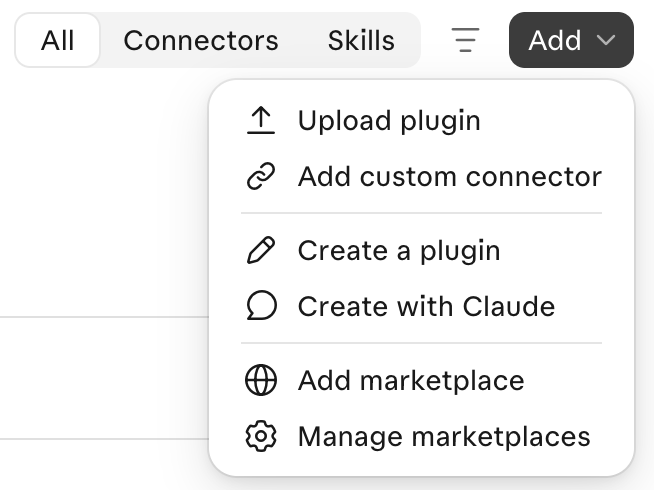 All Connectors Skills Add
Upload plugin
Add custom connector
Create a plugin
Create with Claude
Add marketplace
Manage marketplaces